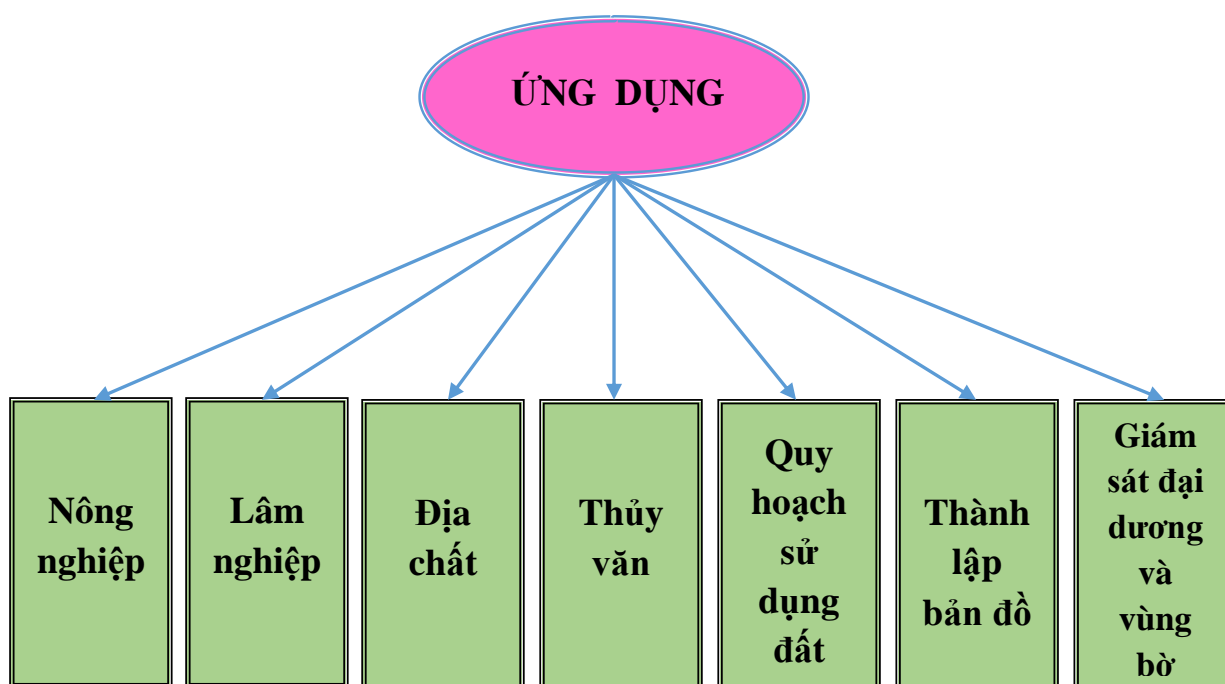 ỨNG DỤNG
Nông
nghiệp
Lâm
nghiệp
Địa
chất
Thủy
văn
Quy
hoạch
sử
dụng
đất
Thành
lập
bản đồ
Giám
sát đại
dương
và
vùng
bờ